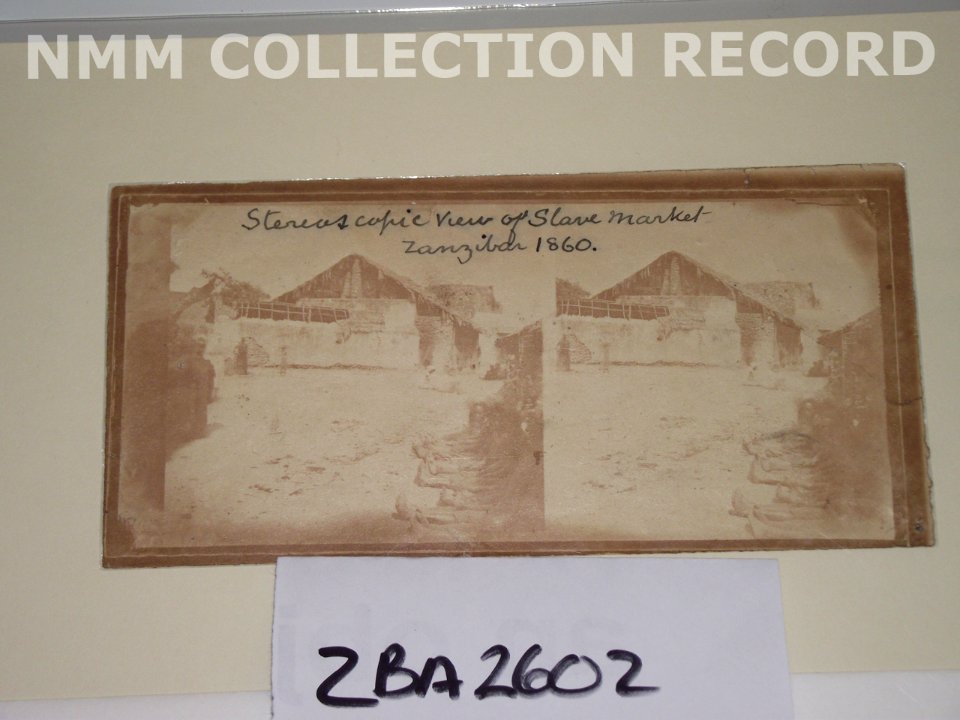 NMM COLLECTION RECORD
Stereoscopic View of Slave Market
Zanzibar 1860.
ZBA2602